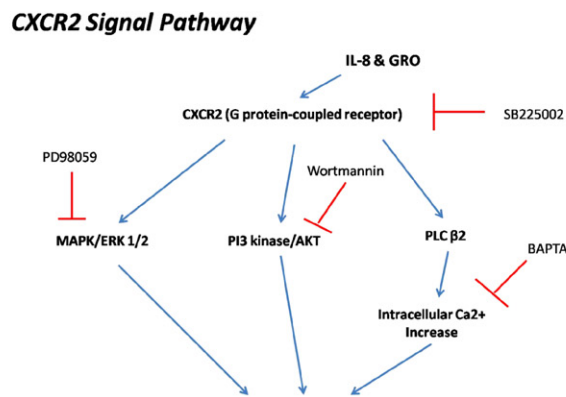 CXCR2 Signal Pathway
IL-8 & GRO
CXCR2 (G protein-coupled receptor)
SB225002
PD98059
Wortmannin
MAPK/ERK 1/2
PI3 kinase/AKT
PLC β2
BAPTA
Intracellular Ca2+
Increase